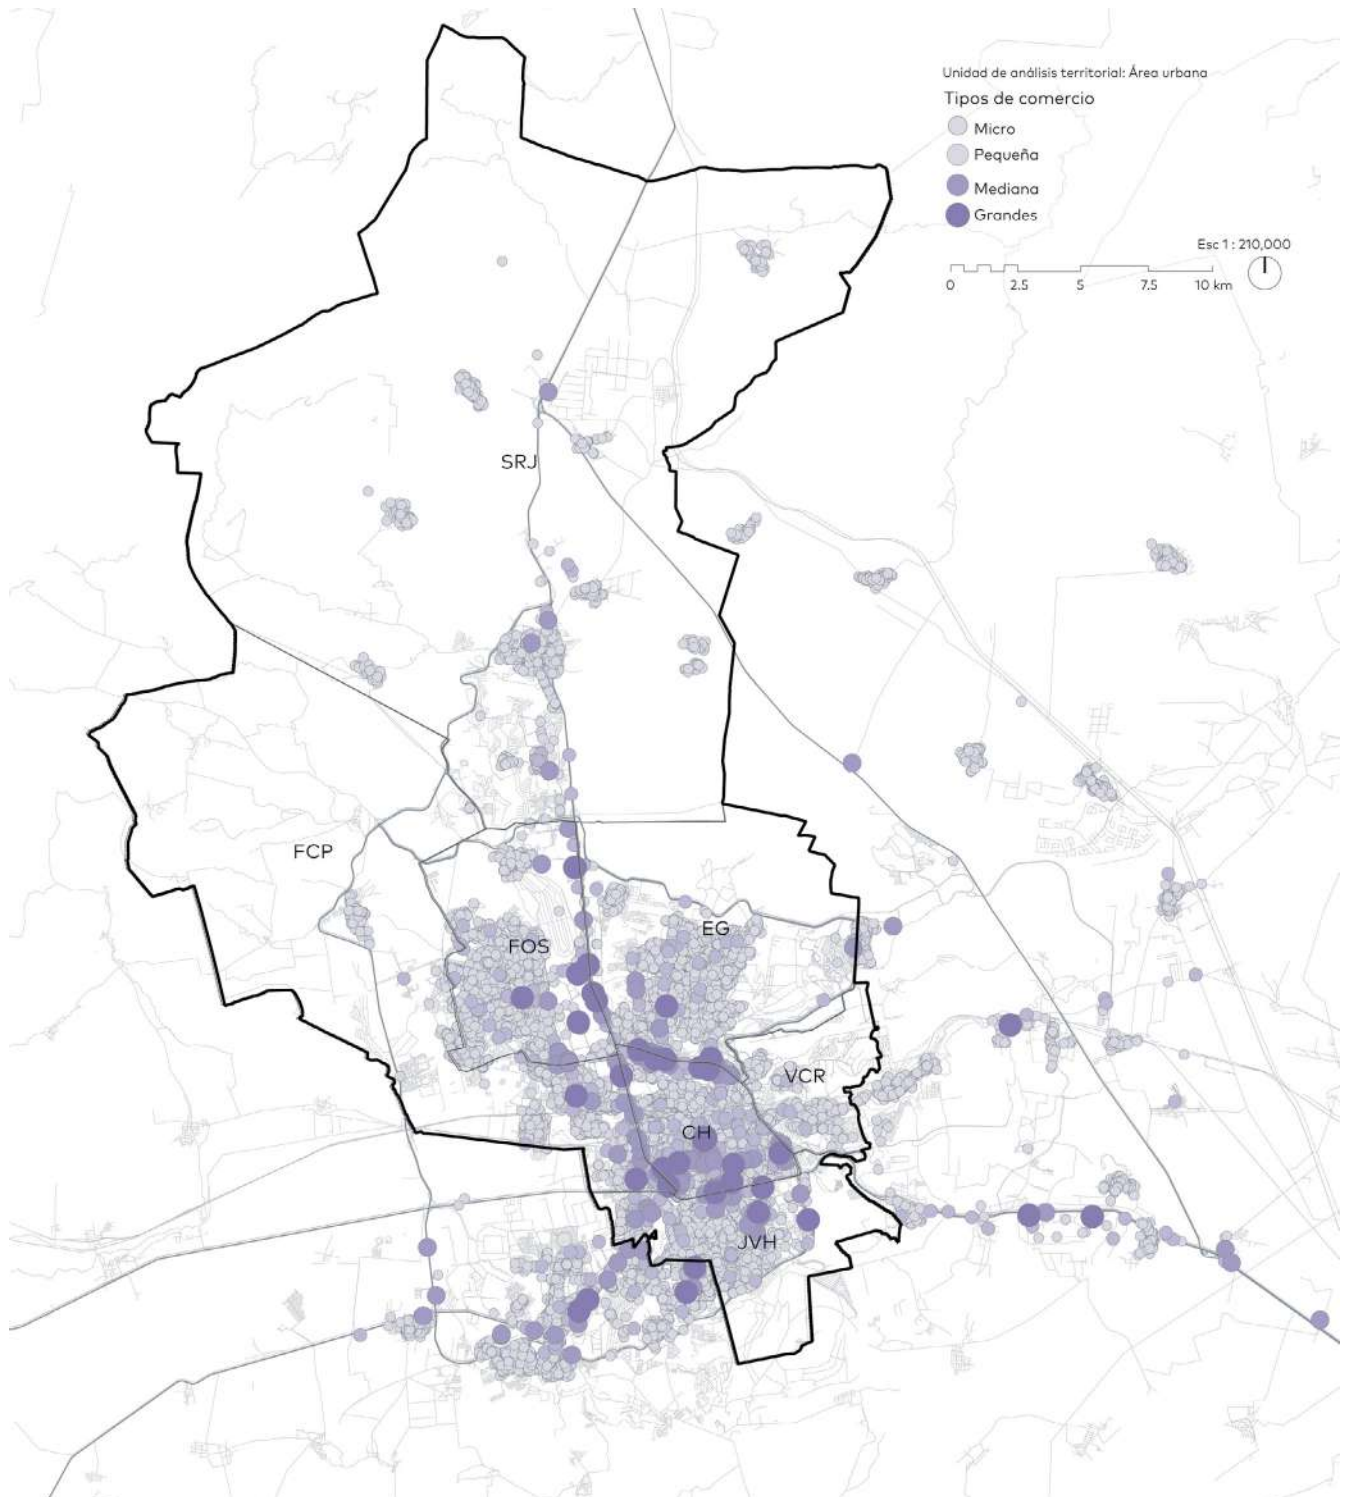 Unidad de análisis territorial: Área urbana
Tipos de comercio
Micro
Pequeña
Mediana
Grandes
Esc 1 : 210,000
0 2.5 5 7.5 10 km
SRJ
FCP
FOS
EG
VCR
CH
JVH